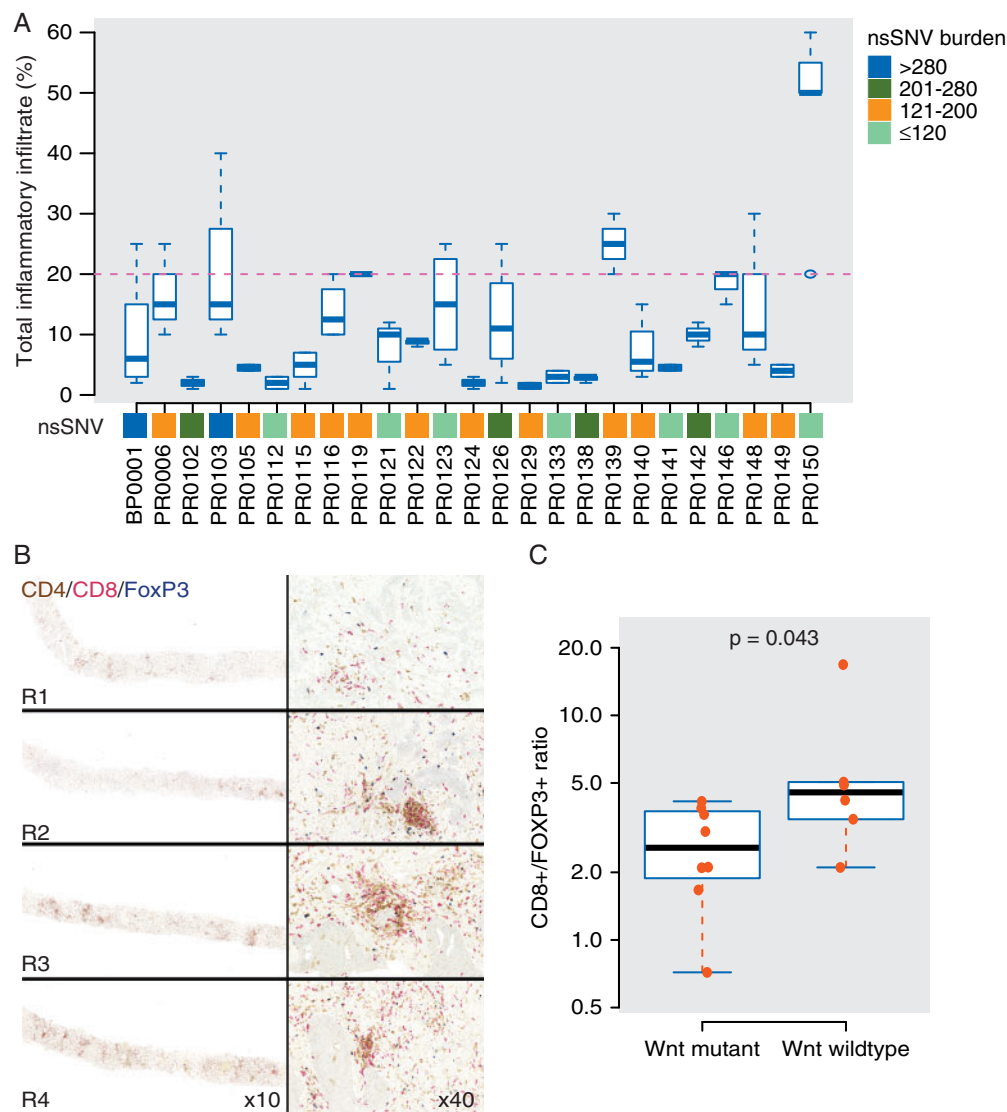 A
Total inflammatory infiltrate (%)
60
50
40
30
20
10
0
nsSNV burden
>280
201-280
121-200
≤120
nsSNV
BP0001
PR0006
PR0102
PR0103
PR0105
PR0112
PR0115
PR0116
PR0119
PR0121
PR0122
PR0123
PR0124
PR0126
PR0129
PR0133
PR0138
PR0139
PR0140
PR0141
PR0142
PR0146
PR0148
PR0149
PR0150
B
CD4/CD8/FoxP3
R1
R2
R3
R4
x10
x40
C
p = 0.043
CD8+/FOXP3+ ratio
20.0
10.0
5.0
2.0
1.0
0.5
Wnt mutant
Wnt wildtype